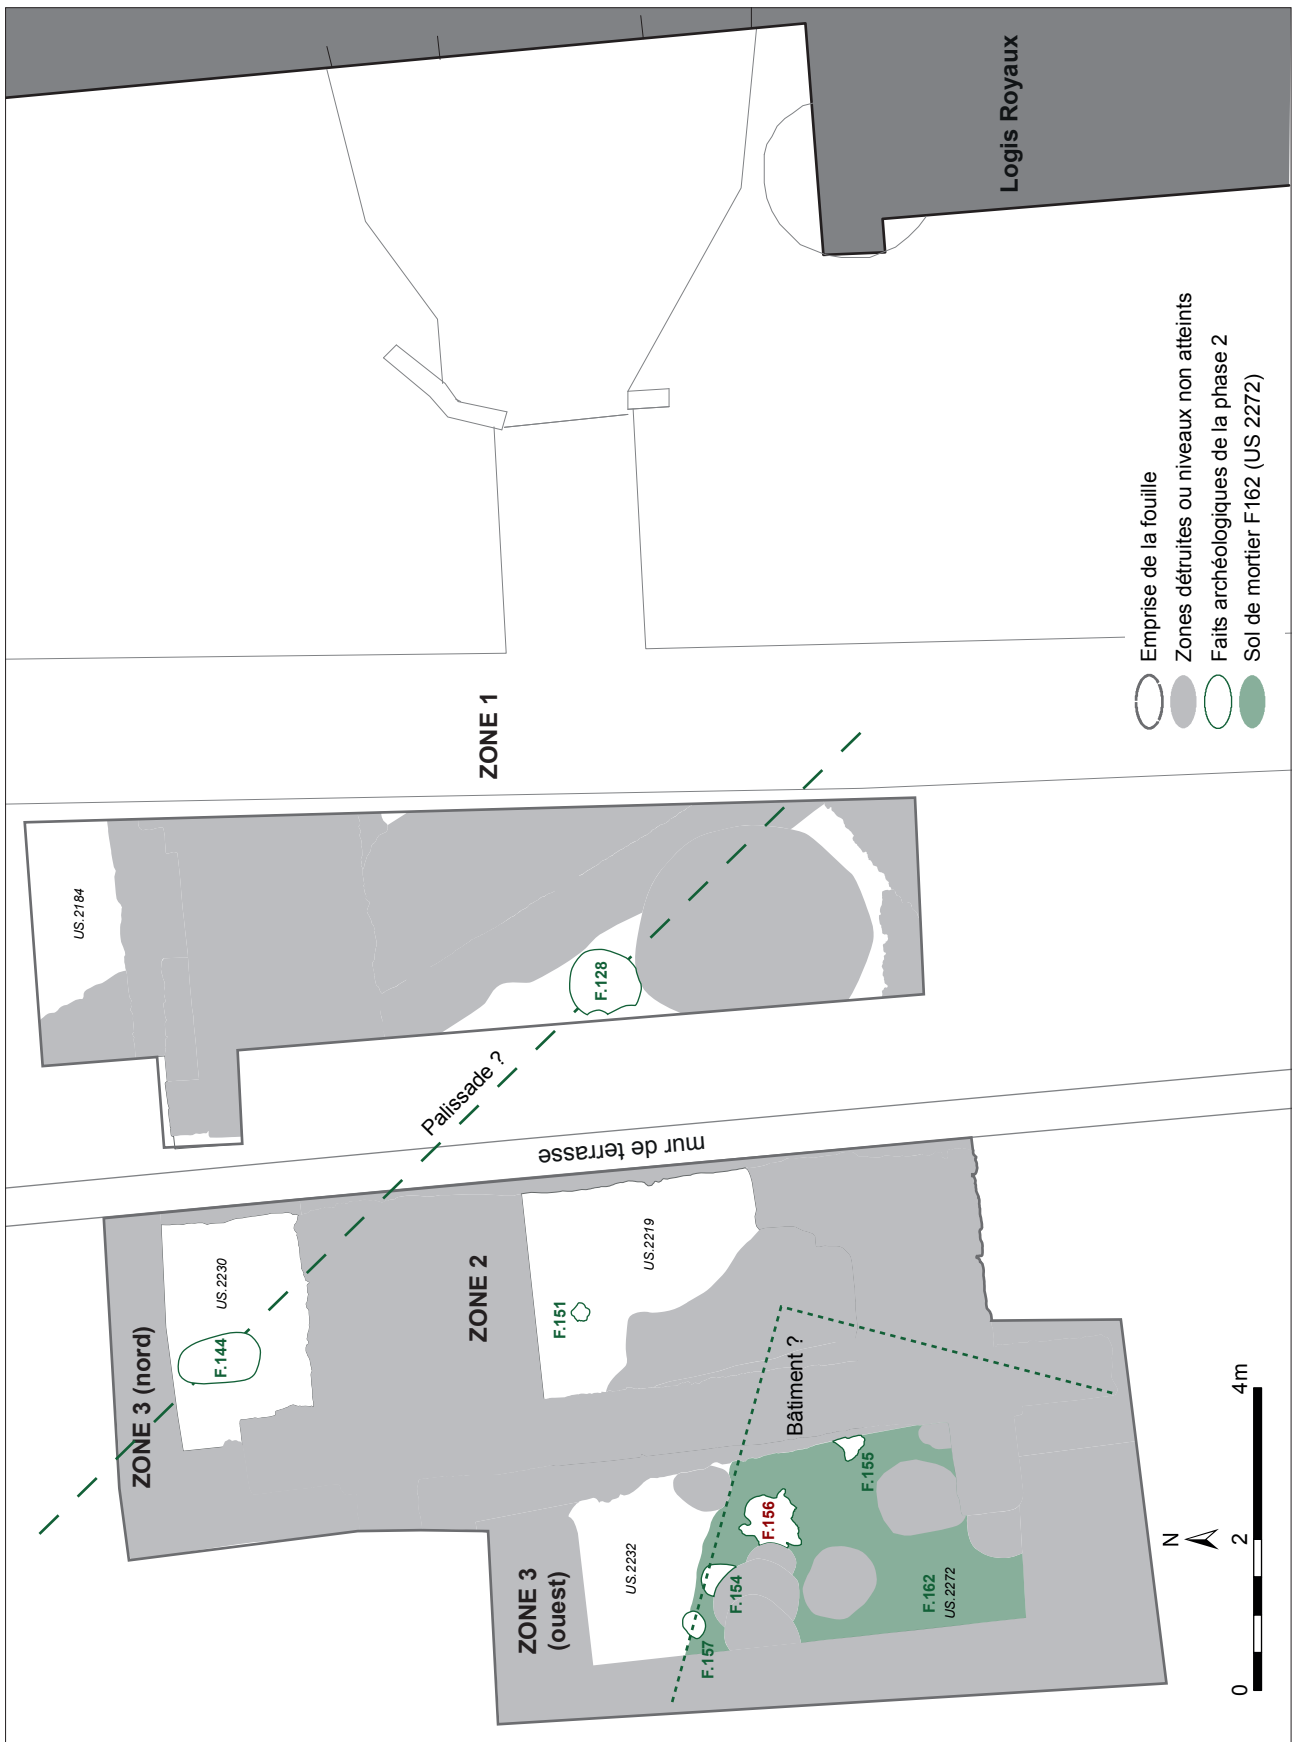 Logis Royaux
ZONE 1
US.2184
F.128
Palissade ?
mur de terrasse
ZONE 3 (nord)
US.2230
F.144
ZONE 2
US.2219
F.151
Bâtiment ?
ZONE 3
(ouest)
US.2232
F.157
F.154
F.156
F.155
F.162
US.2272
Emprise de la fouille
Zones détruites ou niveaux non atteints
Faits archéologiques de la phase 2
Sol de mortier F162 (US 2272)
N
0 2 4m